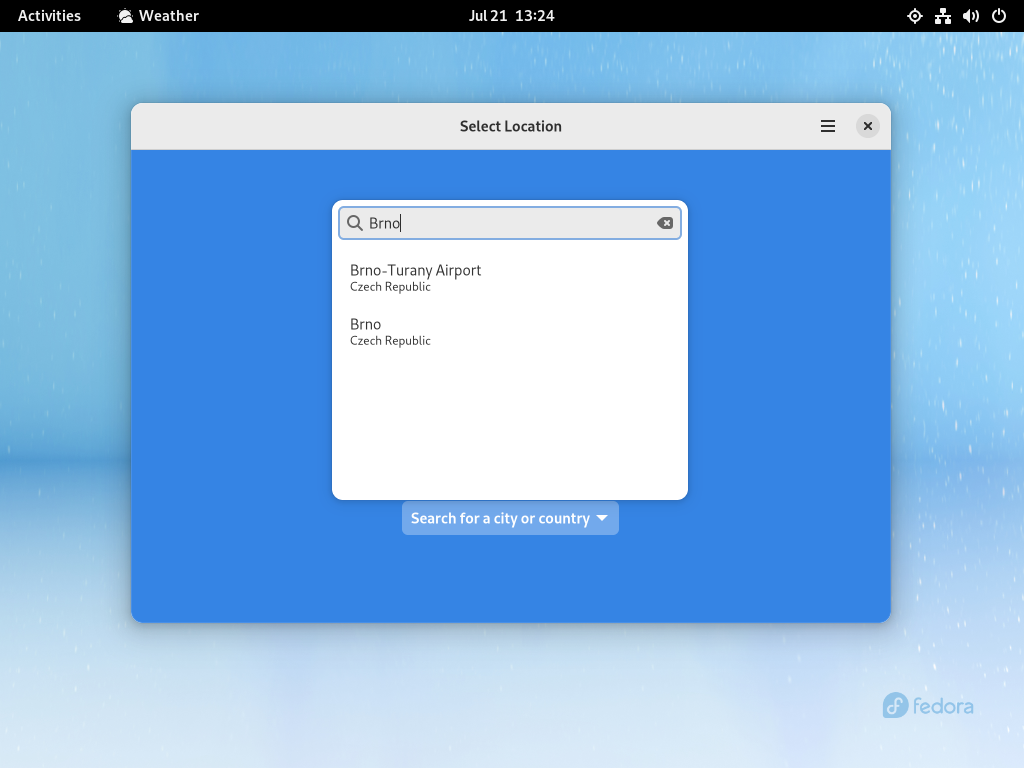 Activities Weather Jul 21 13:24
Select Location
Brno
Brno-Turany Airport
Czech Republic
Brno
Czech Republic
Search for a city or country
fedora